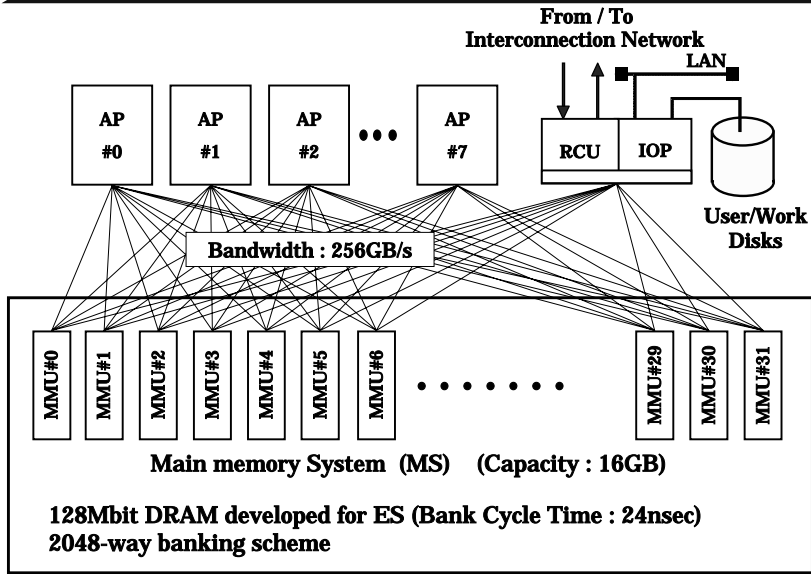 From / To
Interconnection Network
LAN
AP
#0
AP
#1
AP
#2
AP
#7
RCU
IOP
User/Work
Disks
Bandwidth : 256GB/s
MMU#0
MMU#1
MMU#2
MMU#3
MMU#4
MMU#5
MMU#6
MMU#29
MMU#30
MMU#31
Main memory System (MS) (Capacity : 16GB)
128Mbit DRAM developed for ES (Bank Cycle Time : 24nsec)
2048-way banking scheme